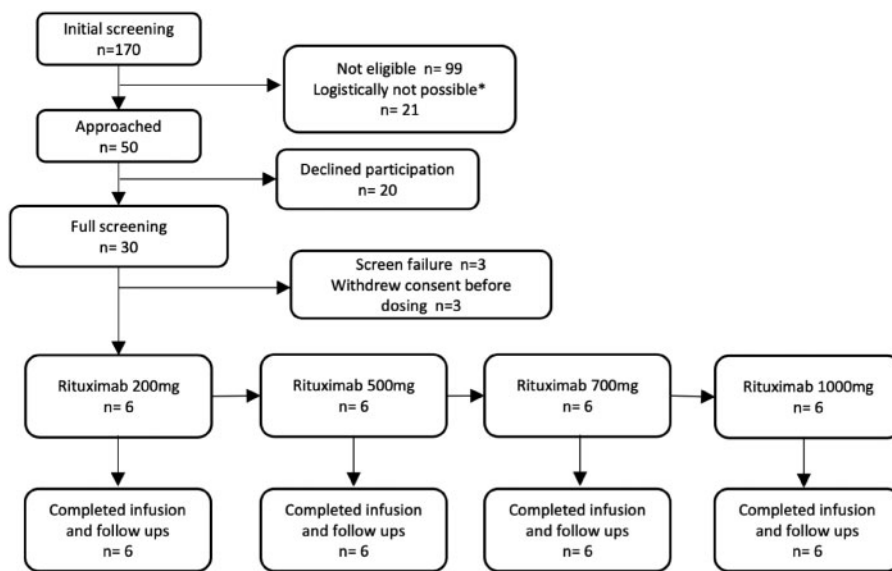 Initial screening
n=170
Not eligible  n= 99
Logistically not possible*
n= 21
Approached
n= 50
Declined participation
n= 20
Full screening
n= 30
Screen failure  n=3
Withdrew consent before
dosing  n=3
Rituximab 200mg
n= 6
Rituximab 500mg
n= 6
Rituximab 700mg
n= 6
Rituximab 1000mg
n= 6
Completed infusion
and follow ups
n= 6
Completed infusion
and follow ups
n= 6
Completed infusion
and follow ups
n= 6
Completed infusion
and follow ups
n= 6